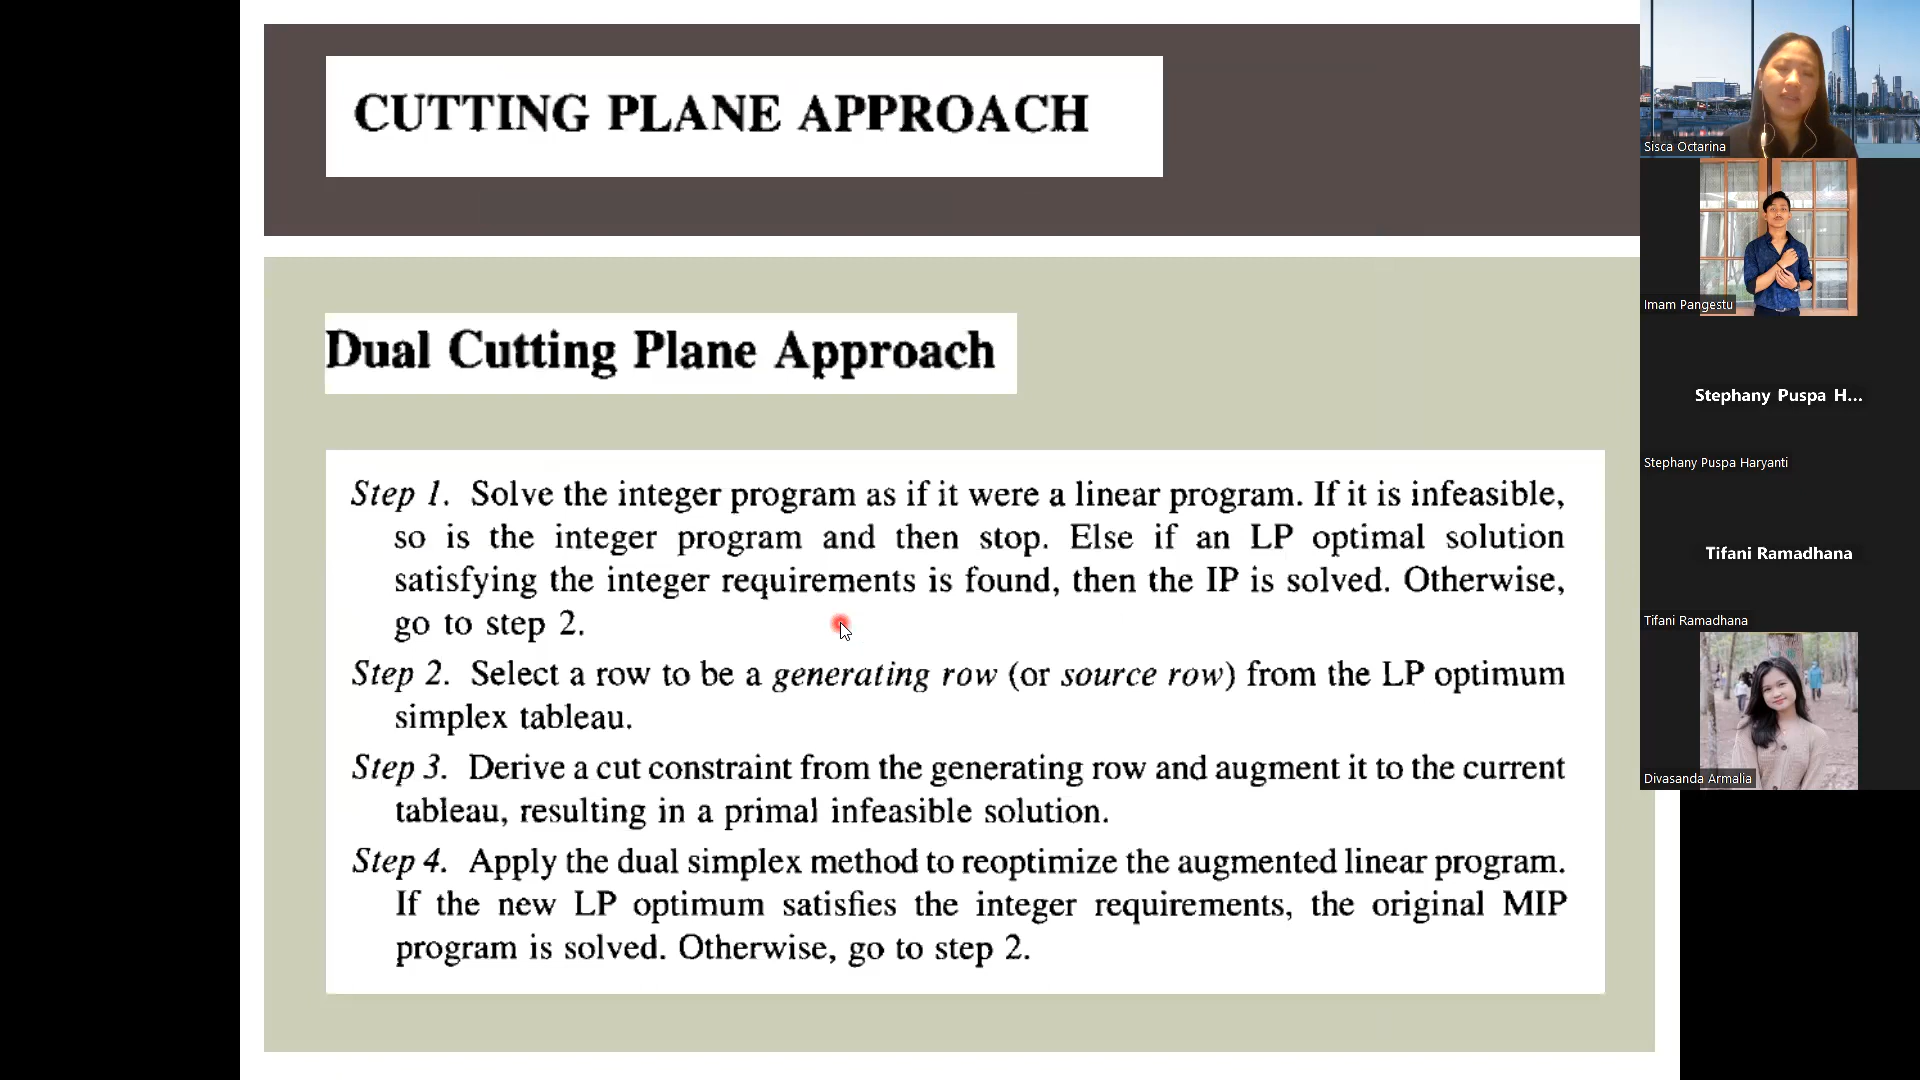 CUTTING PLANE APPROACH
Dual Cutting Plane Approach
Step 1. Solve the integer program as if it were a linear program. If it is infeasible,
so is the integer program and then stop. Else if an LP optimal solution
satisfying the integer requirements is found, then the IP is solved. Otherwise,
go to step 2.
Step 2. Select a row to be a generating row (or source row) from the LP optimum
simplex tableau.
Step 3. Derive a cut constraint from the generating row and augment it to the current
tableau, resulting in a primal infeasible solution.
Step 4. Apply the dual simplex method to reoptimize the augmented linear program.
If the new LP optimum satisfies the integer requirements, the original MIP
program is solved. Otherwise, go to step 2.
Sisca Octarina
Imam Pangestu
Stephany Puspa H...
Stephany Puspa Haryanti
Tifani Ramadhana
Tifani Ramadhana
Divasanda Armalia